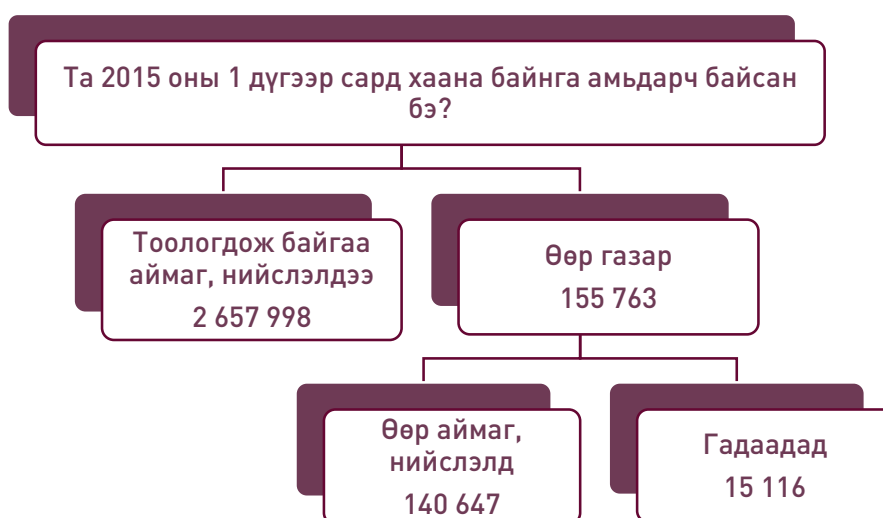 Та 2015 оны 1 дүгээр сард хаана байнга амьдарч байсан
бэ?
Тоологдож байгаа
аймаг, нийслэлдээ
2 657 998
Өөр газар
155 763
Өөр аймаг,
нийслэлд
140 647
Гадаадад
15 116